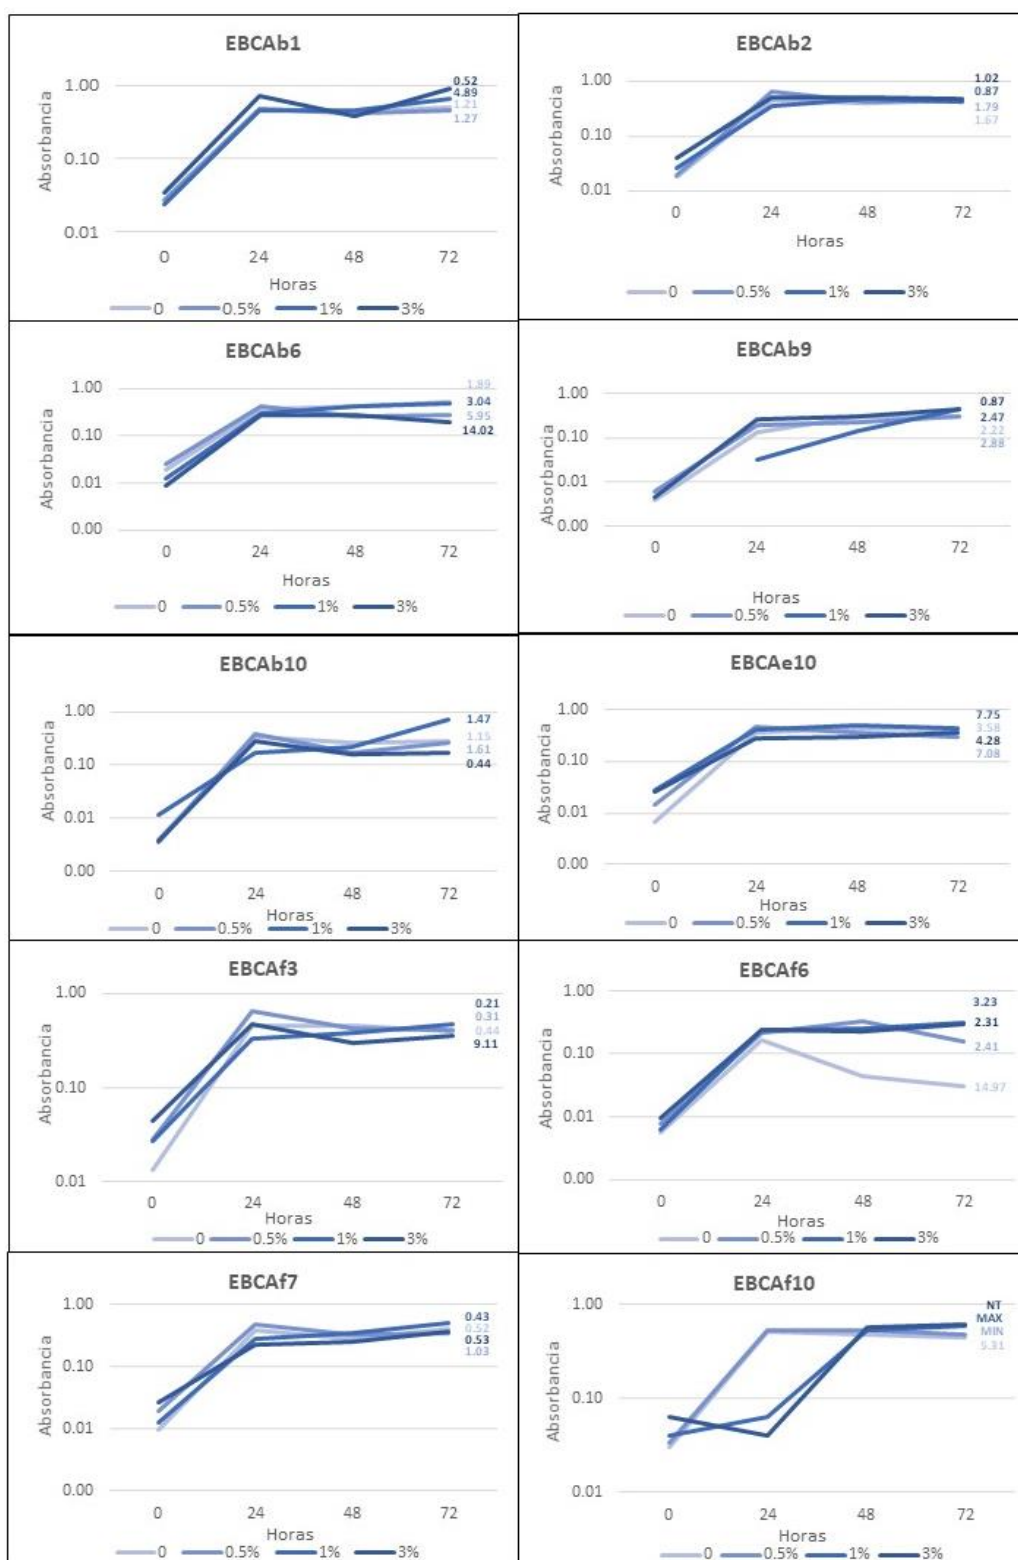 EBCAb1
Absorbancia
1.00
0.10
0.01
0 24 48 72
Horas
0.52
4.89
1.21
1.27
0 0.5% 1% 3%
EBCAb2
Absorbancia
1.00
0.10
0.01
0 24 48 72
Horas
1.02
0.87
1.79
1.67
0 0.5% 1% 3%
EBCAb6
Absorbancia
1.00
0.10
0.01
0.00
0 24 48 72
Horas
1.89
3.04
5.95
14.02
0 0.5% 1% 3%
EBCAb9
Absorbancia
1.00
0.10
0.01
0.00
0 24 48 72
Horas
0.87
2.47
2.22
2.88
0 0.5% 1% 3%
EBCAb10
Absorbancia
1.00
0.10
0.01
0.00
0 24 48 72
Horas
1.47
1.15
1.61
0.44
0 0.5% 1% 3%
EBCAe10
Absorbancia
1.00
0.10
0.01
0.00
0 24 48 72
Horas
7.75
3.58
4.28
7.08
0 0.5% 1% 3%
EBCAf3
Absorbancia
1.00
0.10
0.01
0 24 48 72
Horas
0.21
0.31
0.44
9.11
0 0.5% 1% 3%
EBCAf6
Absorbancia
1.00
0.10
0.01
0.00
0 24 48 72
Horas
3.23
2.31
2.41
14.97
0 0.5% 1% 3%
EBCAf7
Absorbancia
1.00
0.10
0.01
0.00
0 24 48 72
Horas
0.43
0.52
0.53
1.03
0 0.5% 1% 3%
EBCAf10
Absorbancia
1.00
0.10
0.01
0 24 48 72
Horas
NT
MAX
MIN
5.31
0 0.5% 1% 3%